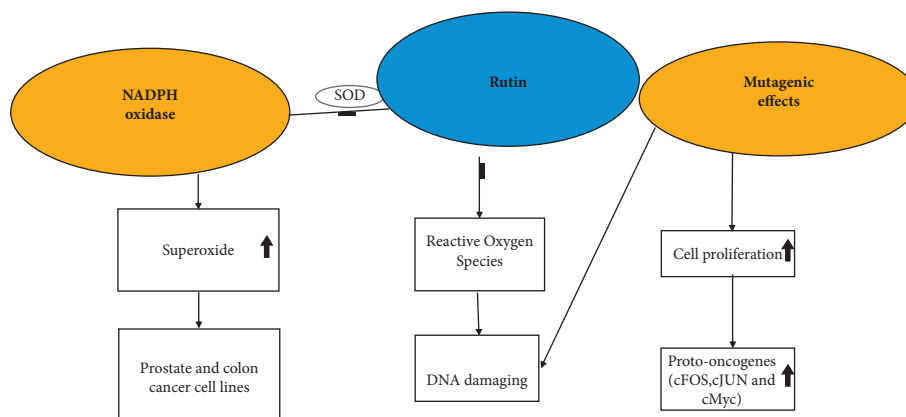 NADPH
oxidase
SOD
Rutin
Mutagenic
effects
Superoxide
Reactive Oxygen
Species
Cell proliferation
Prostate and colon
cancer cell lines
DNA damaging
Proto-oncogenes
(cFOS,cJUN and
cMyc)